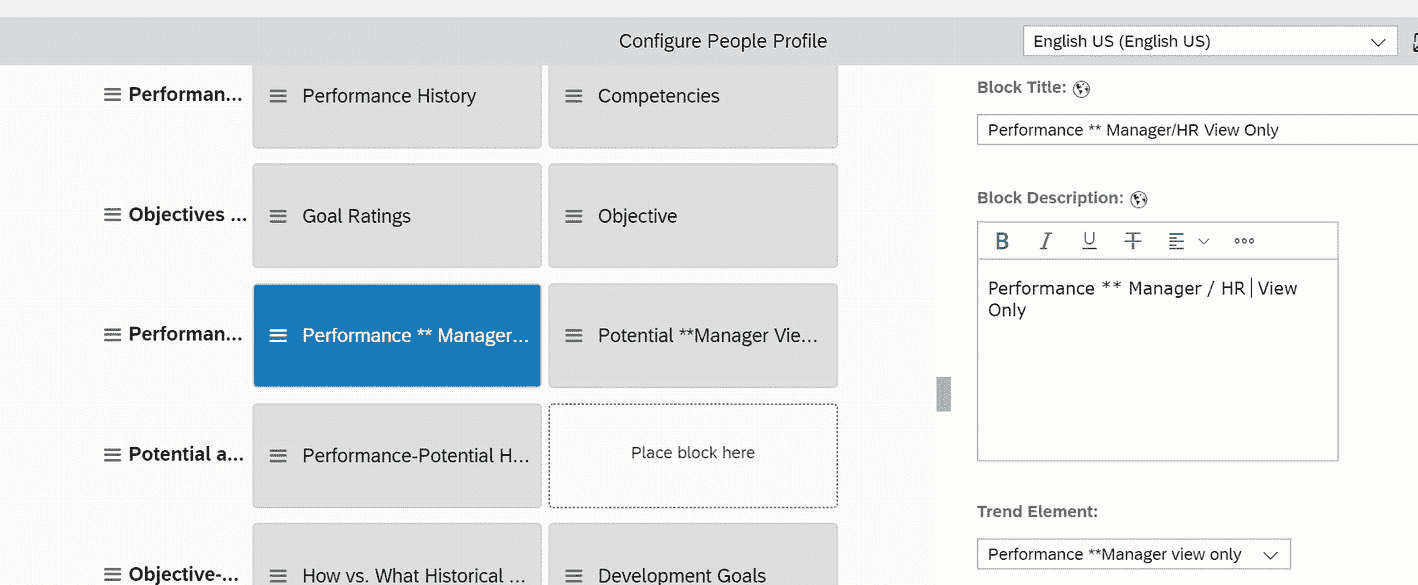 Configure People Profile
English US (English US)
Performan...
Performance History
Competencies
Objectives ...
Goal Ratings
Objective
Performan...
Performance ** Manager...
Potential **Manager Vie...
Potential a...
Performance-Potential H...
Place block here
Objective-...
How vs. What Historical ...
Development Goals
Block Title:
Performance ** Manager/HR View Only
Block Description:
B I U T
Performance ** Manager / HR View
Only
Trend Element:
Performance **Manager view only